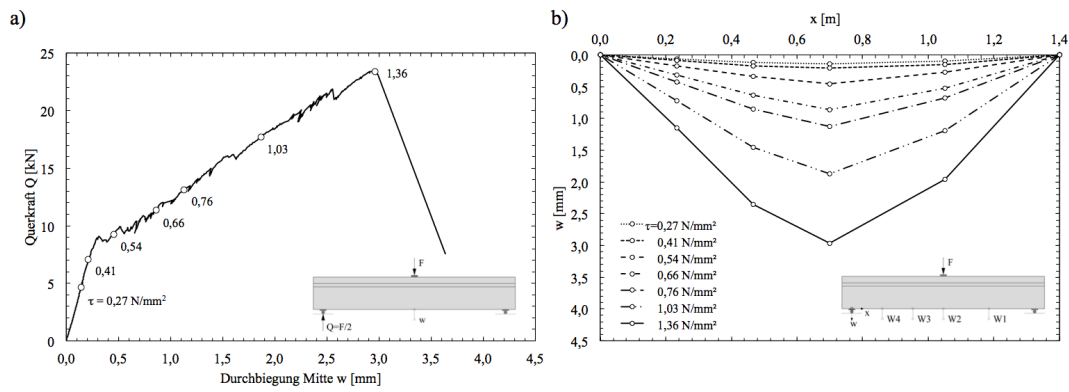 a)
25
20
15
10
5
0
Querkraft Q [kN]
0,0 0,5 1,0 1,5 2,0 2,5 3,0 3,5 4,0 4,5
Durchbiegung Mitte w [mm]
1,36
1,03
0,76
0,66
0,54
0,41
τ = 0,27 N/mm²
F
w
Q=F/2
b)
x [m]
0,0 0,2 0,4 0,6 0,8 1,0 1,2 1,4
0,0
0,5
1,0
1,5
2,0
2,5
3,0
3,5
4,0
4,5
w [mm]
τ=0,27 N/mm²
0,41 N/mm²
0,54 N/mm²
0,66 N/mm²
0,76 N/mm²
1,03 N/mm²
1,36 N/mm²
F
x
w
W4 W3 W2 W1